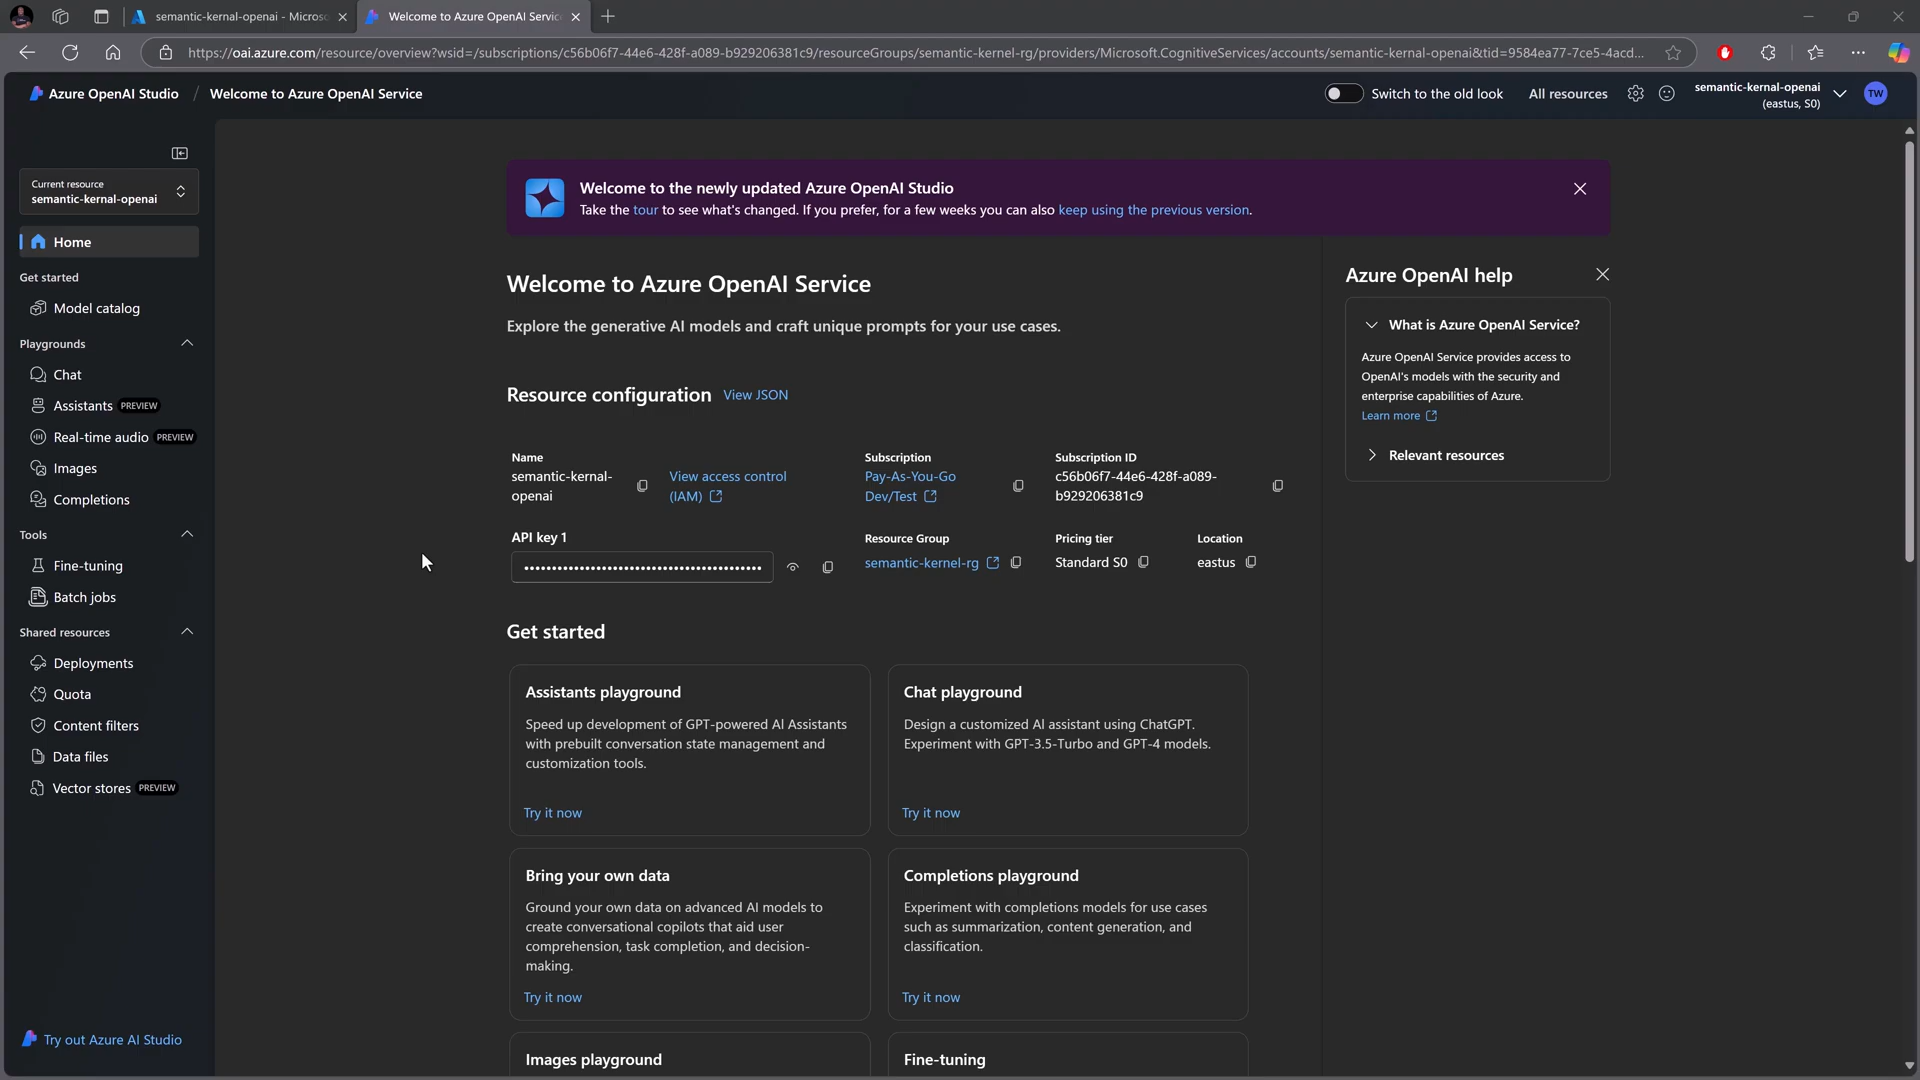 semantic-kernal-openai - Micros
Welcome to Azure OpenAI Servic
https://oai.azure.com/resource/overview?wsid=/subscriptions/c56b06f7-44e6-428f-a089-b929206381c9/resourceGroups/semantic-kernel-rg/providers/Microsoft.CognitiveServices/accounts/semantic-kernal-openai&tid=9584ea77-7ce5-4acd...
Azure OpenAI Studio / Welcome to Azure OpenAI Service
Switch to the old look
All resources
semantic-kernal-openai
(eastus, S0)
TW
Current resource
semantic-kernal-openai
Home
Get started
Model catalog
Playgrounds
Chat
Assistants PREVIEW
Real-time audio PREVIEW
Images
Completions
Tools
Fine-tuning
Batch jobs
Shared resources
Deployments
Quota
Content filters
Data files
Vector stores PREVIEW
Try out Azure AI Studio
Welcome to the newly updated Azure OpenAI Studio
Take the tour to see what's changed. If you prefer, for a few weeks you can also keep using the previous version.
Welcome to Azure OpenAI Service
Explore the generative AI models and craft unique prompts for your use cases.
Resource configuration View JSON
Name
semantic-kernal-
openai
View access control
(IAM)
Subscription
Pay-As-You-Go
Dev/Test
Subscription ID
c56b06f7-44e6-428f-a089-
b929206381c9
API key 1
••••••••••••••••••••••••••••••••••••••••••••
Resource Group
semantic-kernel-rg
Pricing tier
Standard S0
Location
eastus
Get started
Assistants playground
Speed up development of GPT-powered AI Assistants
with prebuilt conversation state management and
customization tools.
Try it now
Chat playground
Design a customized AI assistant using ChatGPT.
Experiment with GPT-3.5-Turbo and GPT-4 models.
Try it now
Bring your own data
Ground your own data on advanced AI models to
create conversational copilots that aid user
comprehension, task completion, and decision-
making.
Try it now
Completions playground
Experiment with completions models for use cases
such as summarization, content generation, and
classification.
Try it now
Images playground
Fine-tuning
Azure OpenAI help
What is Azure OpenAI Service?
Azure OpenAI Service provides access to
OpenAI's models with the security and
enterprise capabilities of Azure.
Learn more
Relevant resources